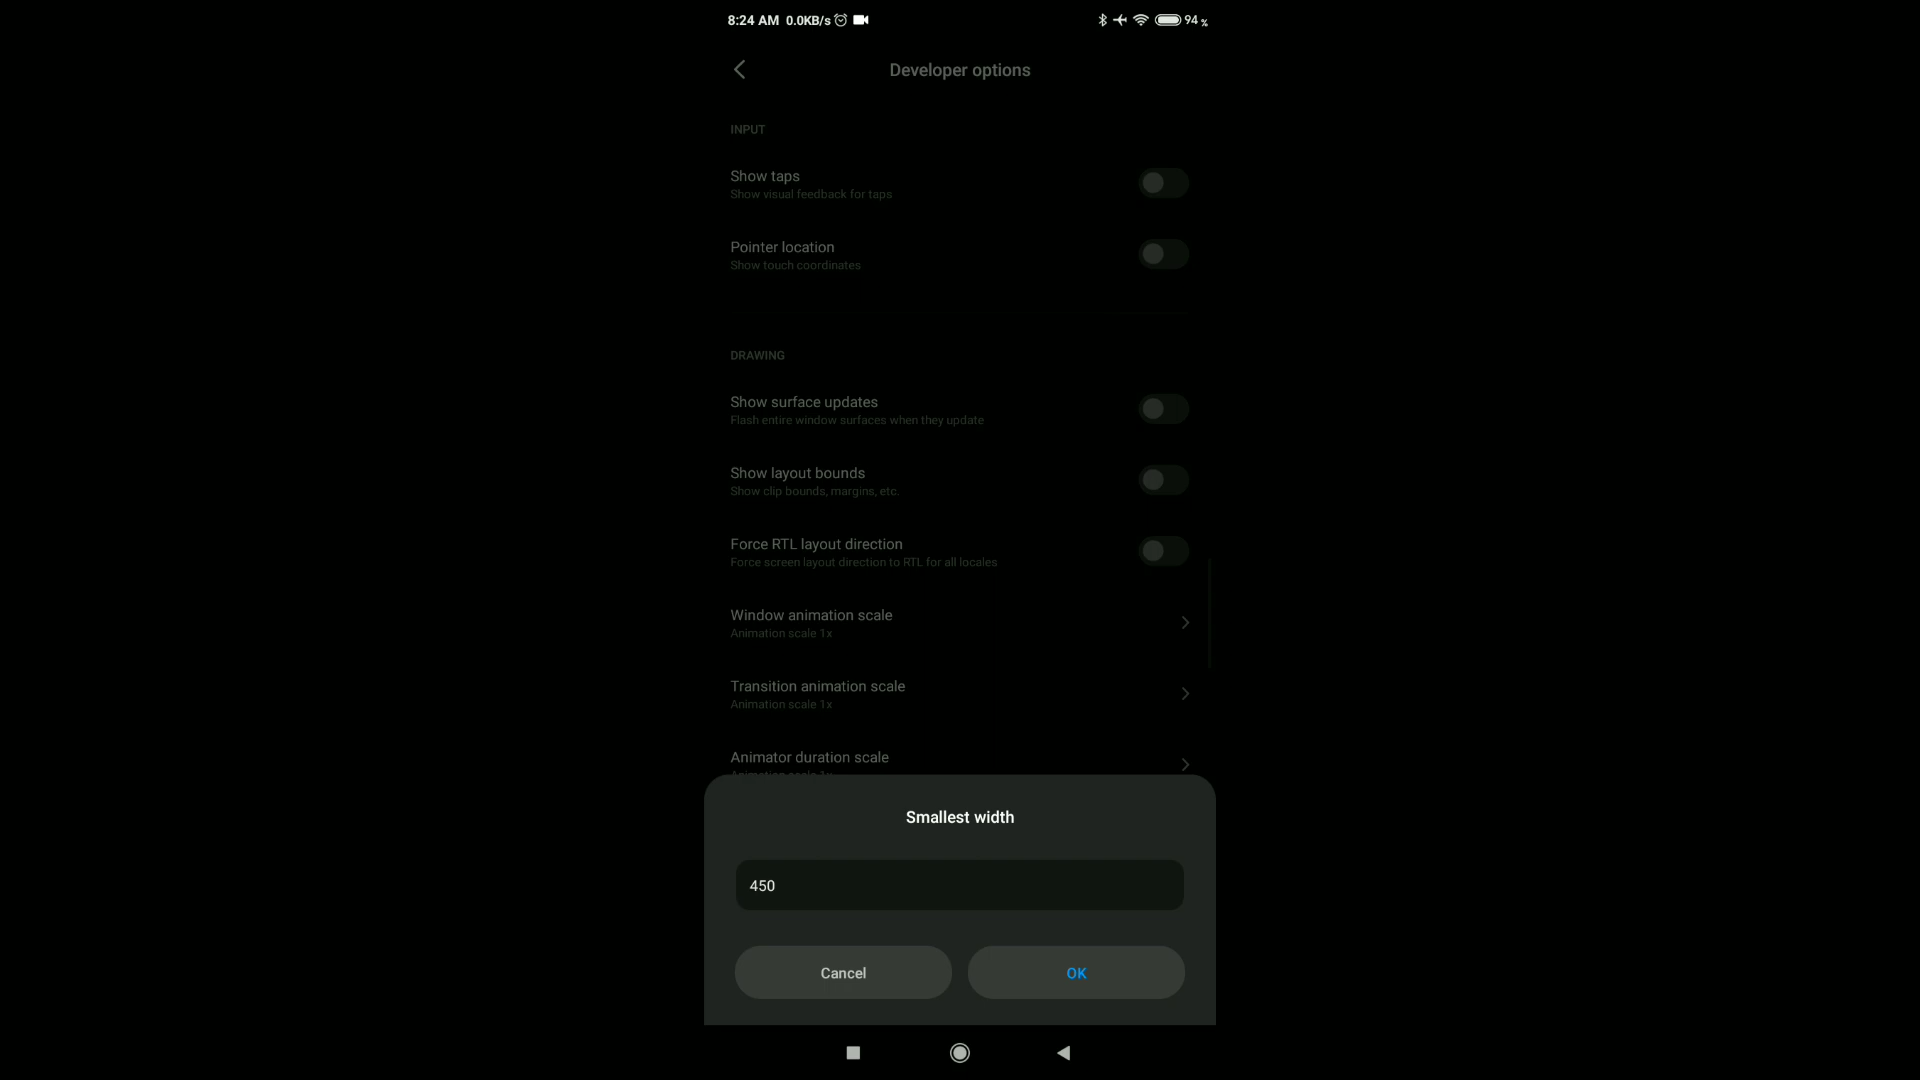 8:24 AM 0.0KB/s 94 %
Developer options
INPUT
Show taps
Show visual feedback for taps
Pointer location
Show touch coordinates
DRAWING
Show surface updates
Flash entire window surfaces when they update
Show layout bounds
Show clip bounds, margins, etc.
Force RTL layout direction
Force screen layout direction to RTL for all locales
Window animation scale
Animation scale 1x
Transition animation scale
Animation scale 1x
Animator duration scale
Animation scale 1x
Smallest width
450
Cancel OK